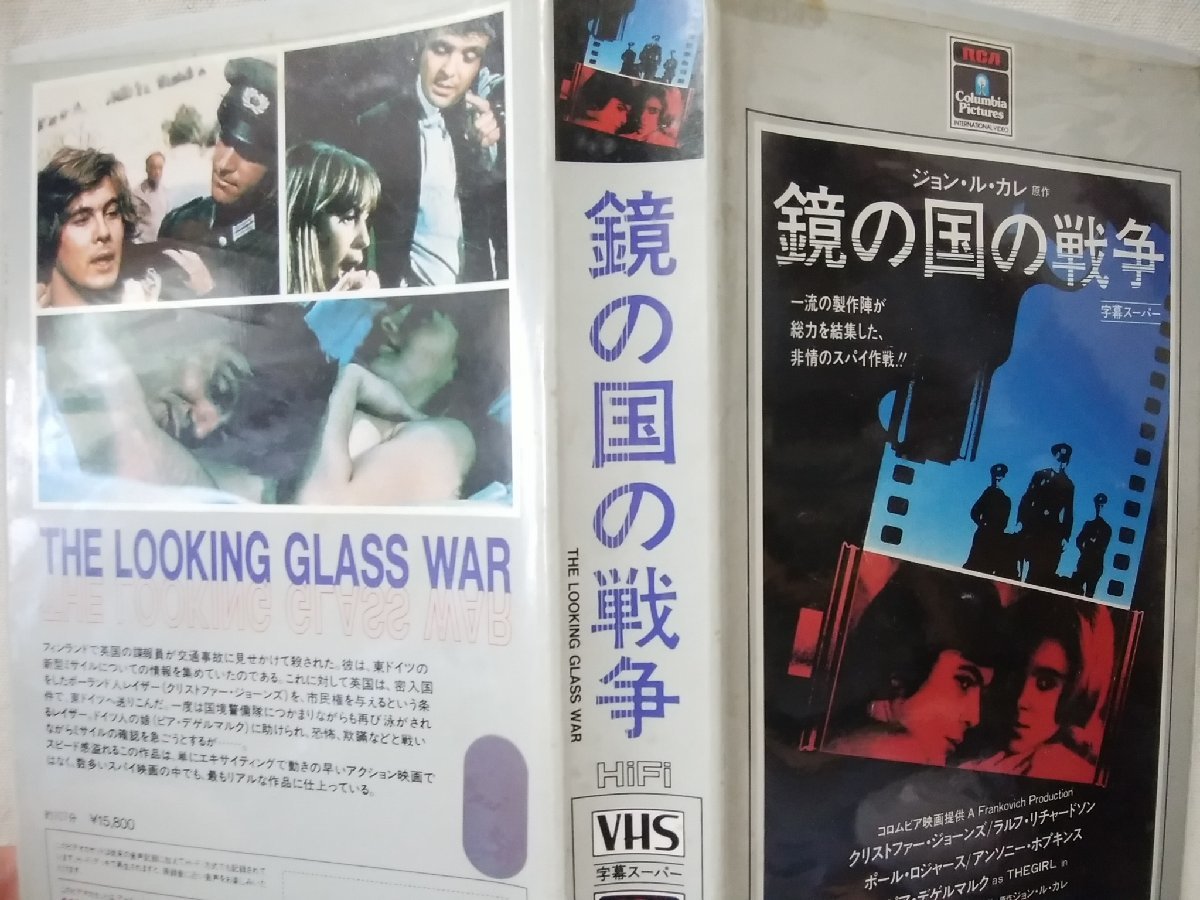 THE LOOKING GLASS WAR
フィンランドで英国の諜報員が交通事故に見せかけて殺された。彼は、東ドイツの
新型ミサイルについての情報を集めていたのである。これに対して英国は、密入国
をしたポーランド人レイザー(クリストファー・ジョーンズ)を、市民権を与えるという条
件で、東ドイツへ送りこんだ。一度は国境警備隊につかまりながらも再び泳がされ
るレイザー。ドイツ人の娘(ピア・デゲルマルク)に助けられ、恐怖、欺瞞などと戦い
ながらミサイルの確認を急ごうとするが……。
スピード感溢れるこの作品は、単にエキサイティングで動きの早いアクション映画で
はなく、数多いスパイ映画の中でも、最もリアルな作品に仕上っている。
¥15,800
鏡の国の戦争
THE LOOKING GLASS WAR
HiFi
VHS
字幕スーパー
RCA
Columbia
Pictures
INTERNATIONAL VIDEO
ジョン・ル・カレ 原作
鏡の国の戦争
字幕スーパー
一流の製作陣が
総力を結集した、
非情のスパイ作戦!!
コロムビア映画提供 A Frankovich Production
クリストファー・ジョーンズ/ラルフ・リチャードソン
ポール・ロジャース/アンソニー・ホプキンス
ピア・デゲルマルク as THEGIRL in
原作ジョン・ル・カレ